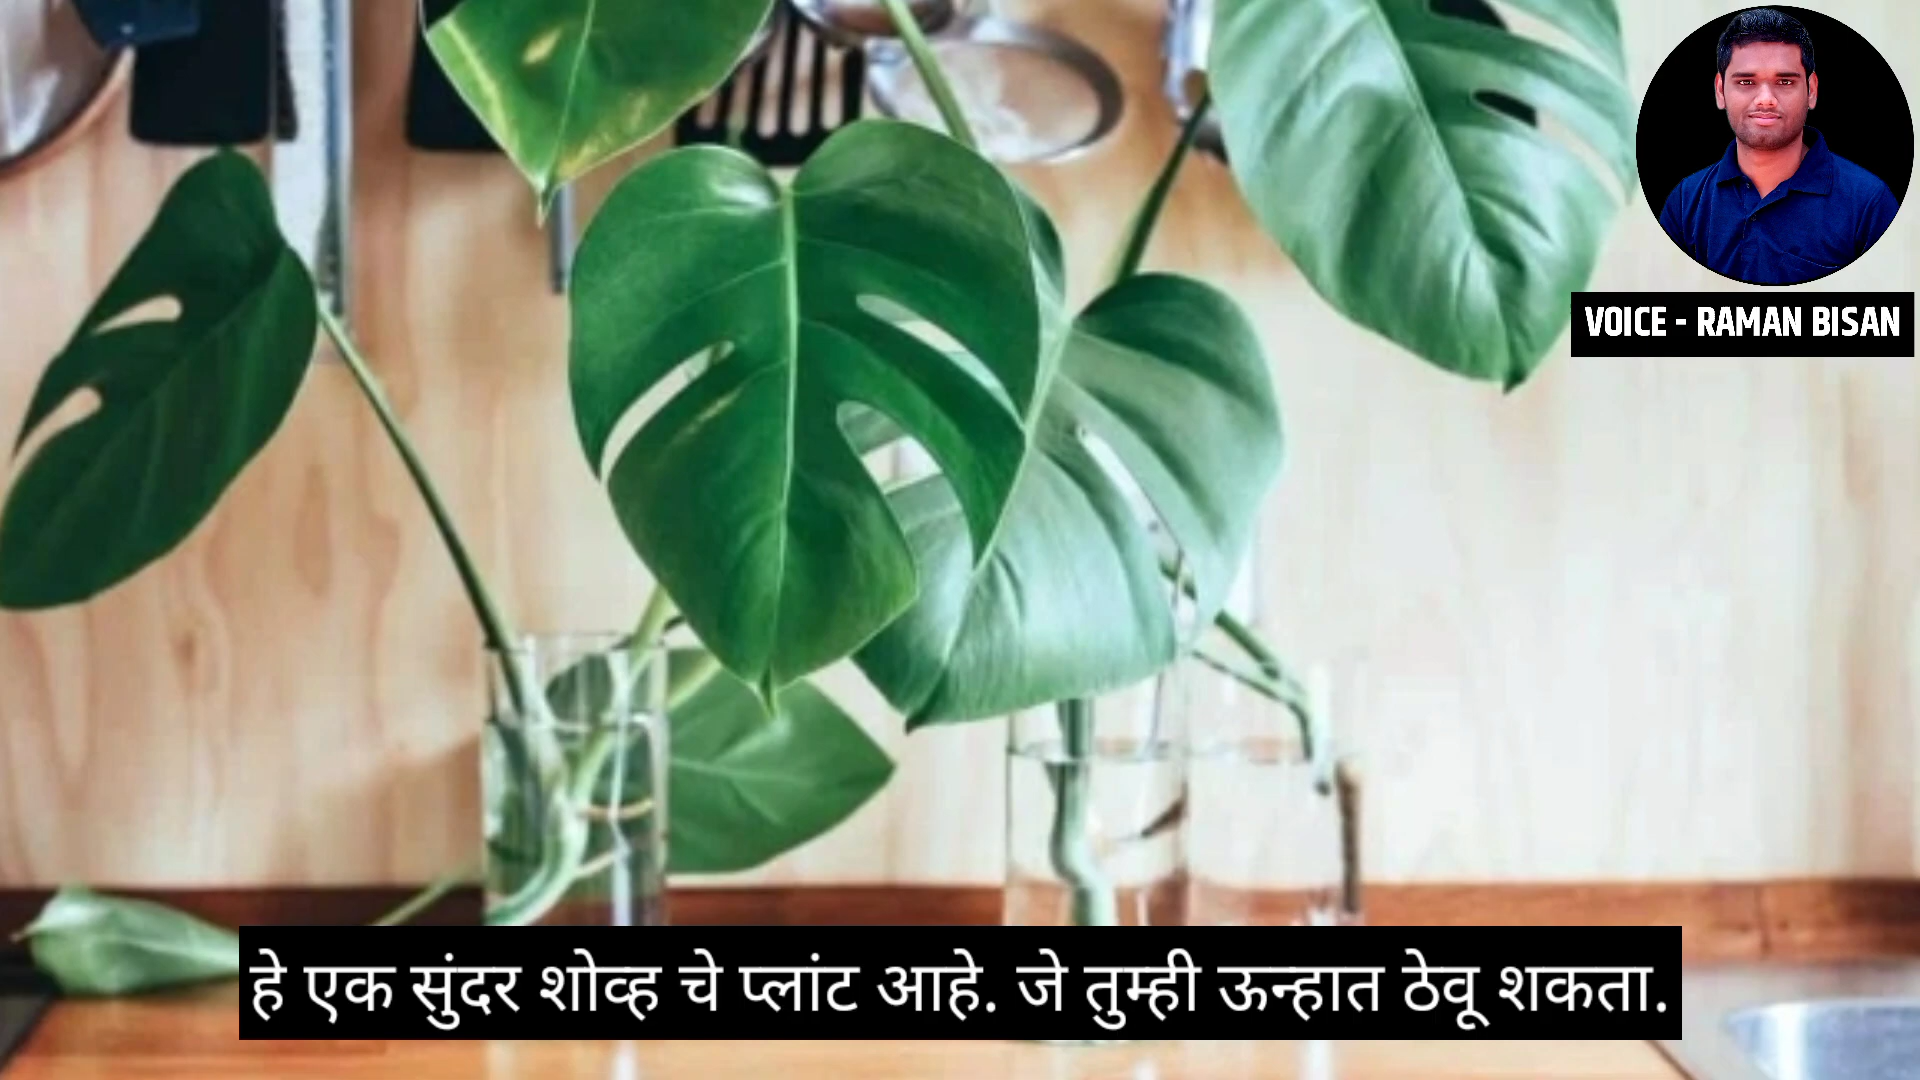 VOICE - RAMAN BISAN
हे एक सुंदर शोव्ह चे प्लांट आहे. जे तुम्ही ऊन्हात ठेवू शकता.